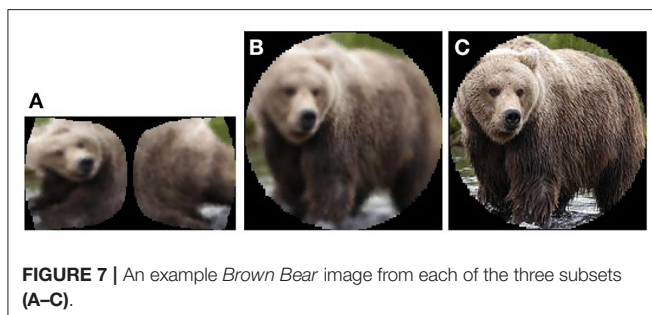 A
B
C
FIGURE 7 | An example Brown Bear image from each of the three subsets
(A–C).